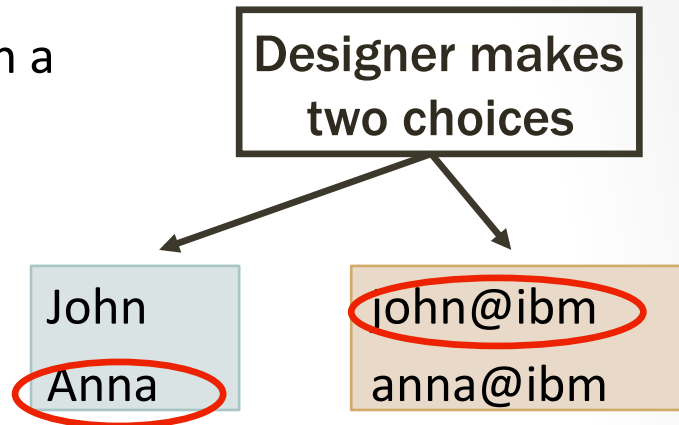 n a
Designer makes
two choices
John
john@ibm
Anna
anna@ibm